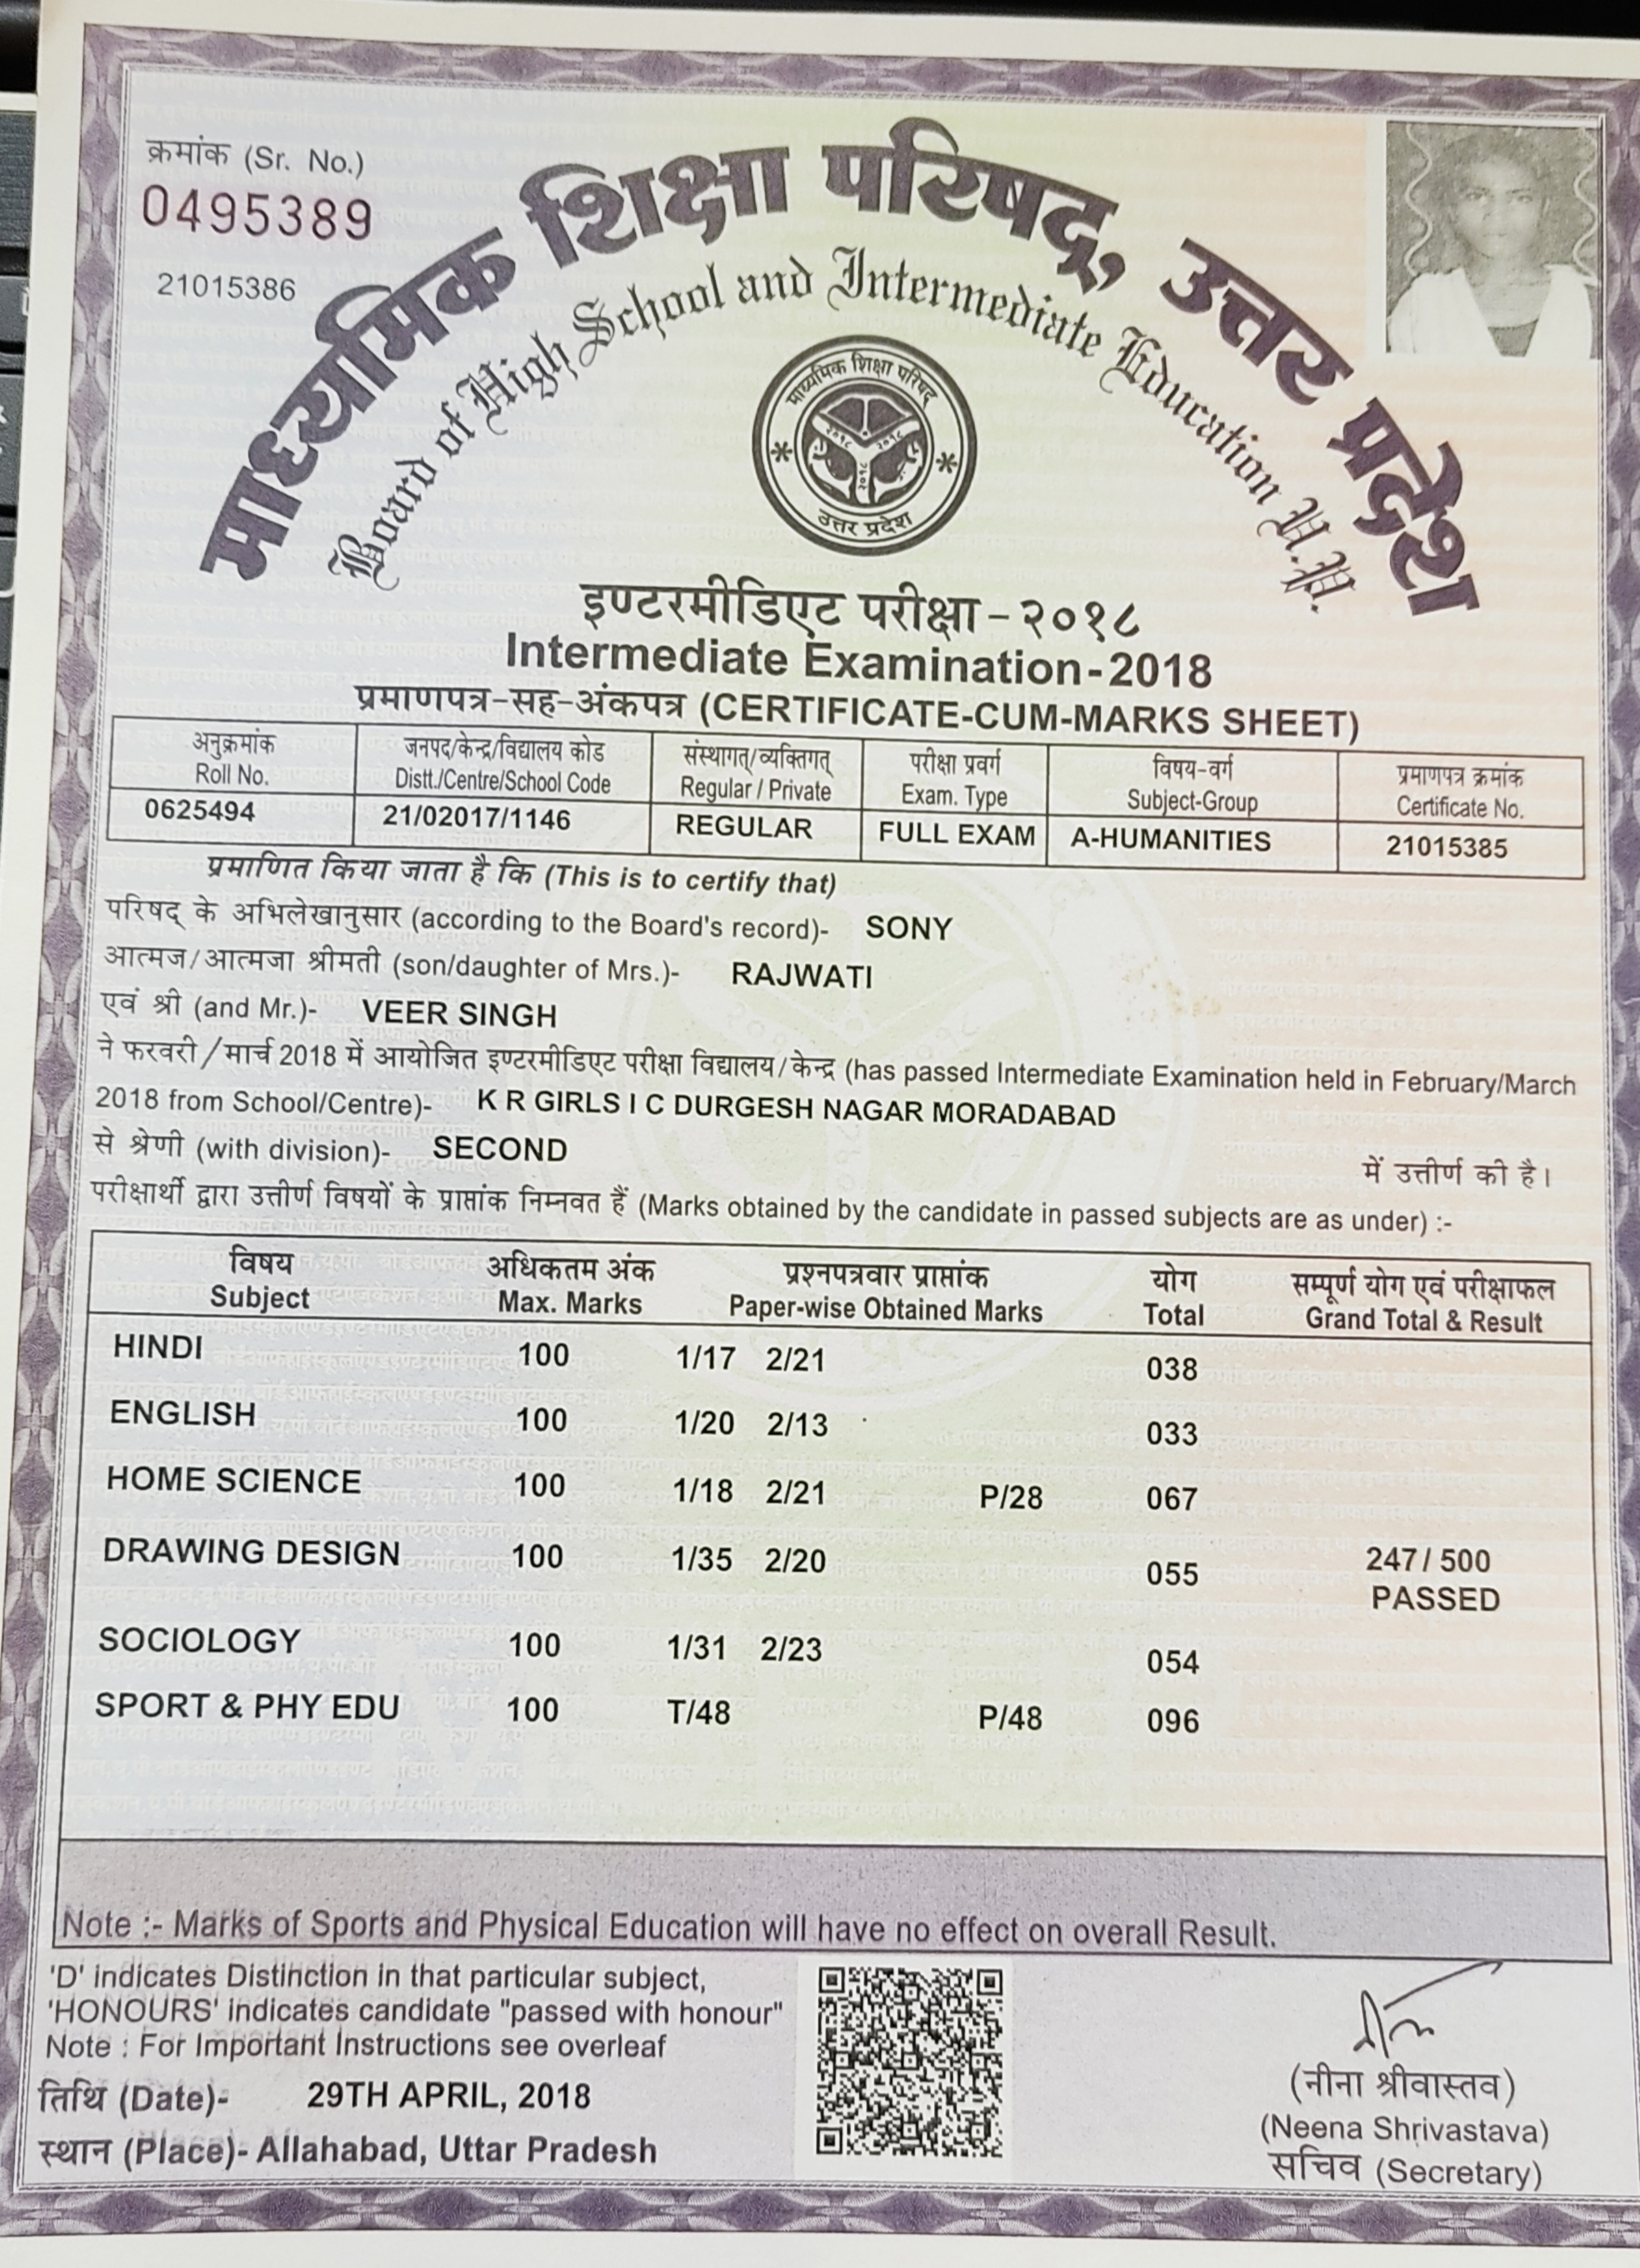 क्रमांक (Sr. No.)
0495389
21015386
माध्यमिक शिक्षा परिषद्, उत्तर प्रदेश
Board of High School and Intermediate Education U.P.
माध्यमिक शिक्षा परिषद्
२०१८ २०१८
२०१८
उत्तर प्रदेश
इण्टरमीडिएट परीक्षा-२०१८
Intermediate Examination-2018
प्रमाणपत्र-सह-अंकपत्र (CERTIFICATE-CUM-MARKS SHEET)
अनुक्रमांक जनपद/केन्द्र/विद्यालय कोड संस्थागत्/व्यक्तिगत् परीक्षा प्रवर्ग विषय-वर्ग प्रमाणपत्र क्रमांक
Roll No. Distt./Centre/School Code Regular / Private Exam. Type Subject-Group Certificate No.
0625494 21/02017/1146 REGULAR FULL EXAM A-HUMANITIES 21015385
प्रमाणित किया जाता है कि (This is to certify that)
परिषद् के अभिलेखानुसार (according to the Board's record)- SONY
आत्मज/आत्मजा श्रीमती (son/daughter of Mrs.)- RAJWATI
एवं श्री (and Mr.)- VEER SINGH
ने फरवरी/मार्च 2018 में आयोजित इण्टरमीडिएट परीक्षा विद्यालय/केन्द्र (has passed Intermediate Examination held in February/March
2018 from School/Centre)- K R GIRLS I C DURGESH NAGAR MORADABAD
से श्रेणी (with division)- SECOND में उत्तीर्ण की है।
परीक्षार्थी द्वारा उत्तीर्ण विषयों के प्राप्तांक निम्नवत हैं (Marks obtained by the candidate in passed subjects are as under) :-
विषय अधिकतम अंक प्रश्नपत्रवार प्राप्तांक योग सम्पूर्ण योग एवं परीक्षाफल
Subject Max. Marks Paper-wise Obtained Marks Total Grand Total & Result
HINDI 100 1/17 2/21 038
ENGLISH 100 1/20 2/13 033
HOME SCIENCE 100 1/18 2/21 P/28 067
DRAWING DESIGN 100 1/35 2/20 055 247/ 500
PASSED
SOCIOLOGY 100 1/31 2/23 054
SPORT & PHY EDU 100 T/48 P/48 096
Note :- Marks of Sports and Physical Education will have no effect on overall Result.
'D' indicates Distinction in that particular subject,
'HONOURS' indicates candidate "passed with honour"
Note : For Important Instructions see overleaf
तिथि (Date)- 29TH APRIL, 2018
स्थान (Place)- Allahabad, Uttar Pradesh
(नीना श्रीवास्तव)
(Neena Shrivastava)
सचिव (Secretary)